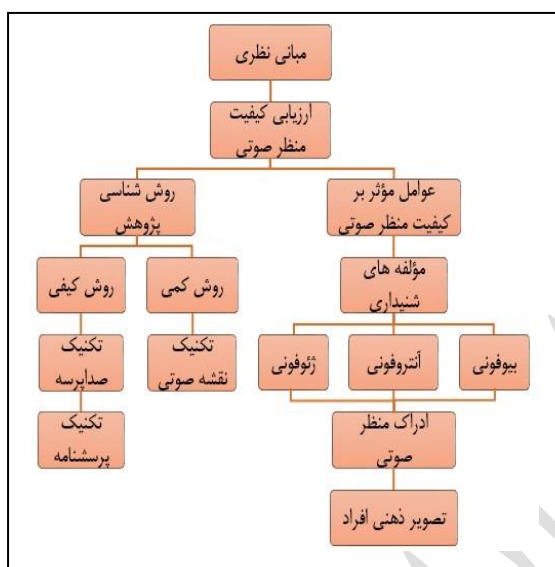 مبانی نظری
ارزیابی کیفیت
منظر صوتی
عوامل مؤثر بر
کیفیت منظر صوتی
روش شناسی
پژوهش
مؤلفه های
شنیداری
روش کمی
روش کیفی
بیوفونی
آنتروفونی
ژئوفونی
تکنیک
نقشه صوتی
تکنیک
صداپرسه
ادراک منظر
صوتی
تکنیک
پرسشنامه
تصویر ذهنی افراد